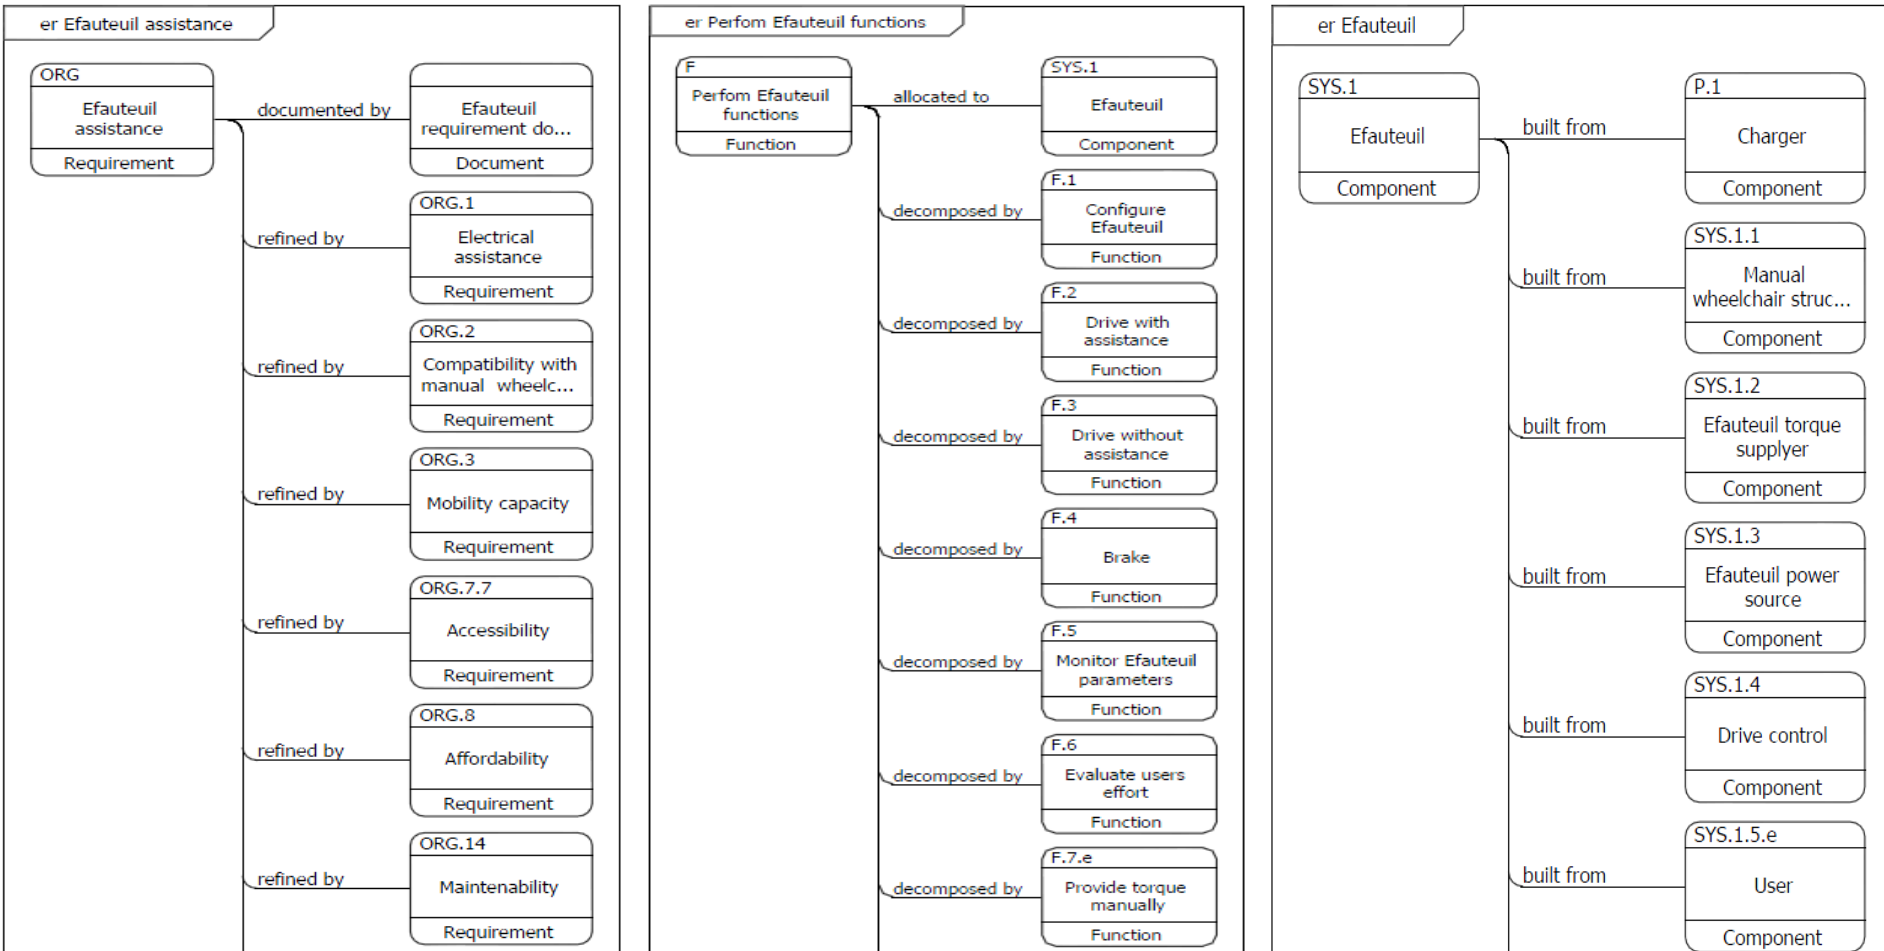 er Efauteuil assistance
ORG
Efauteuil
assistance
Requirement
documented by
Efauteuil
requirement do...
Document
refined by
ORG.1
Electrical
assistance
Requirement
refined by
ORG.2
Compatibility with
manual wheelc...
Requirement
refined by
ORG.3
Mobility capacity
Requirement
refined by
ORG.7.7
Accessibility
Requirement
refined by
ORG.8
Affordability
Requirement
refined by
ORG.14
Maintenability
Requirement
er Perfom Efauteuil functions
F
Perfom Efauteuil
functions
Function
allocated to
SYS.1
Efauteuil
Component
decomposed by
F.1
Configure
Efauteuil
Function
decomposed by
F.2
Drive with
assistance
Function
decomposed by
F.3
Drive without
assistance
Function
decomposed by
F.4
Brake
Function
decomposed by
F.5
Monitor Efauteuil
parameters
Function
decomposed by
F.6
Evaluate users
effort
Function
decomposed by
F.7.e
Provide torque
manually
Function
er Efauteuil
SYS.1
Efauteuil
Component
built from
P.1
Charger
Component
built from
SYS.1.1
Manual
wheelchair struc...
Component
built from
SYS.1.2
Efauteuil torque
supplyer
Component
built from
SYS.1.3
Efauteuil power
source
Component
built from
SYS.1.4
Drive control
Component
built from
SYS.1.5.e
User
Component